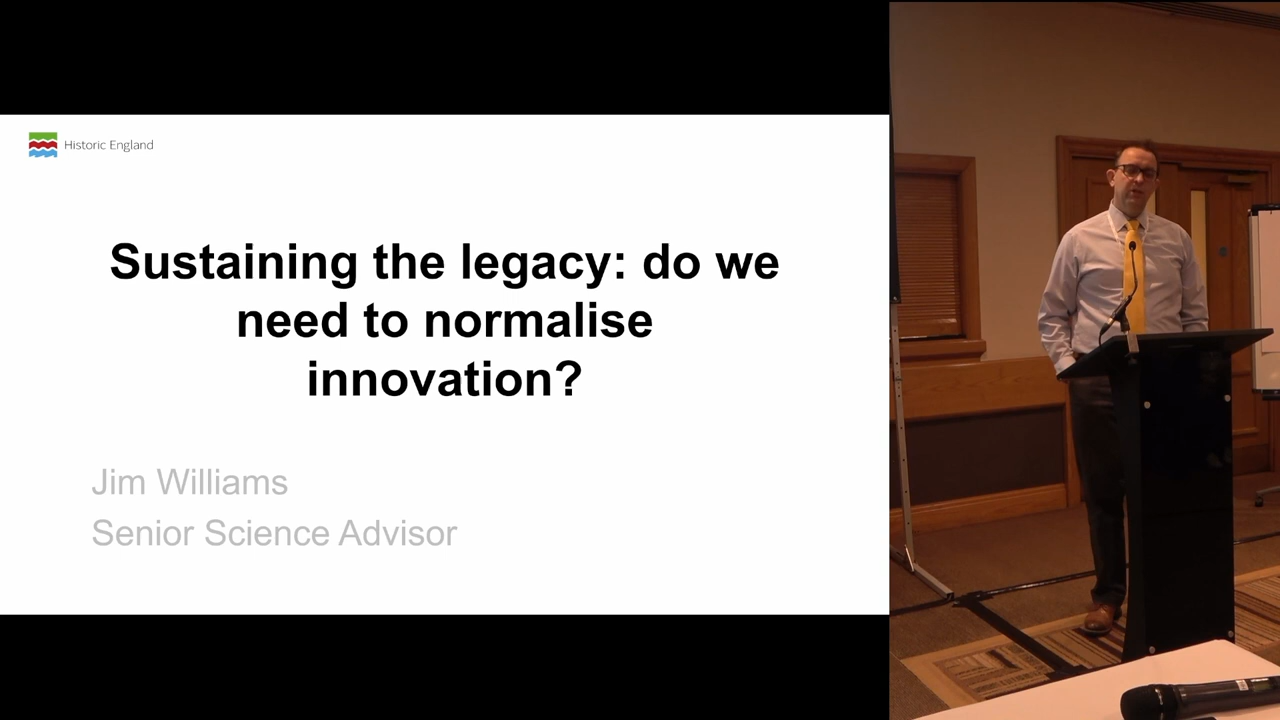 Historic England
Sustaining the legacy: do we
need to normalise
innovation?
Jim Williams
Senior Science Advisor